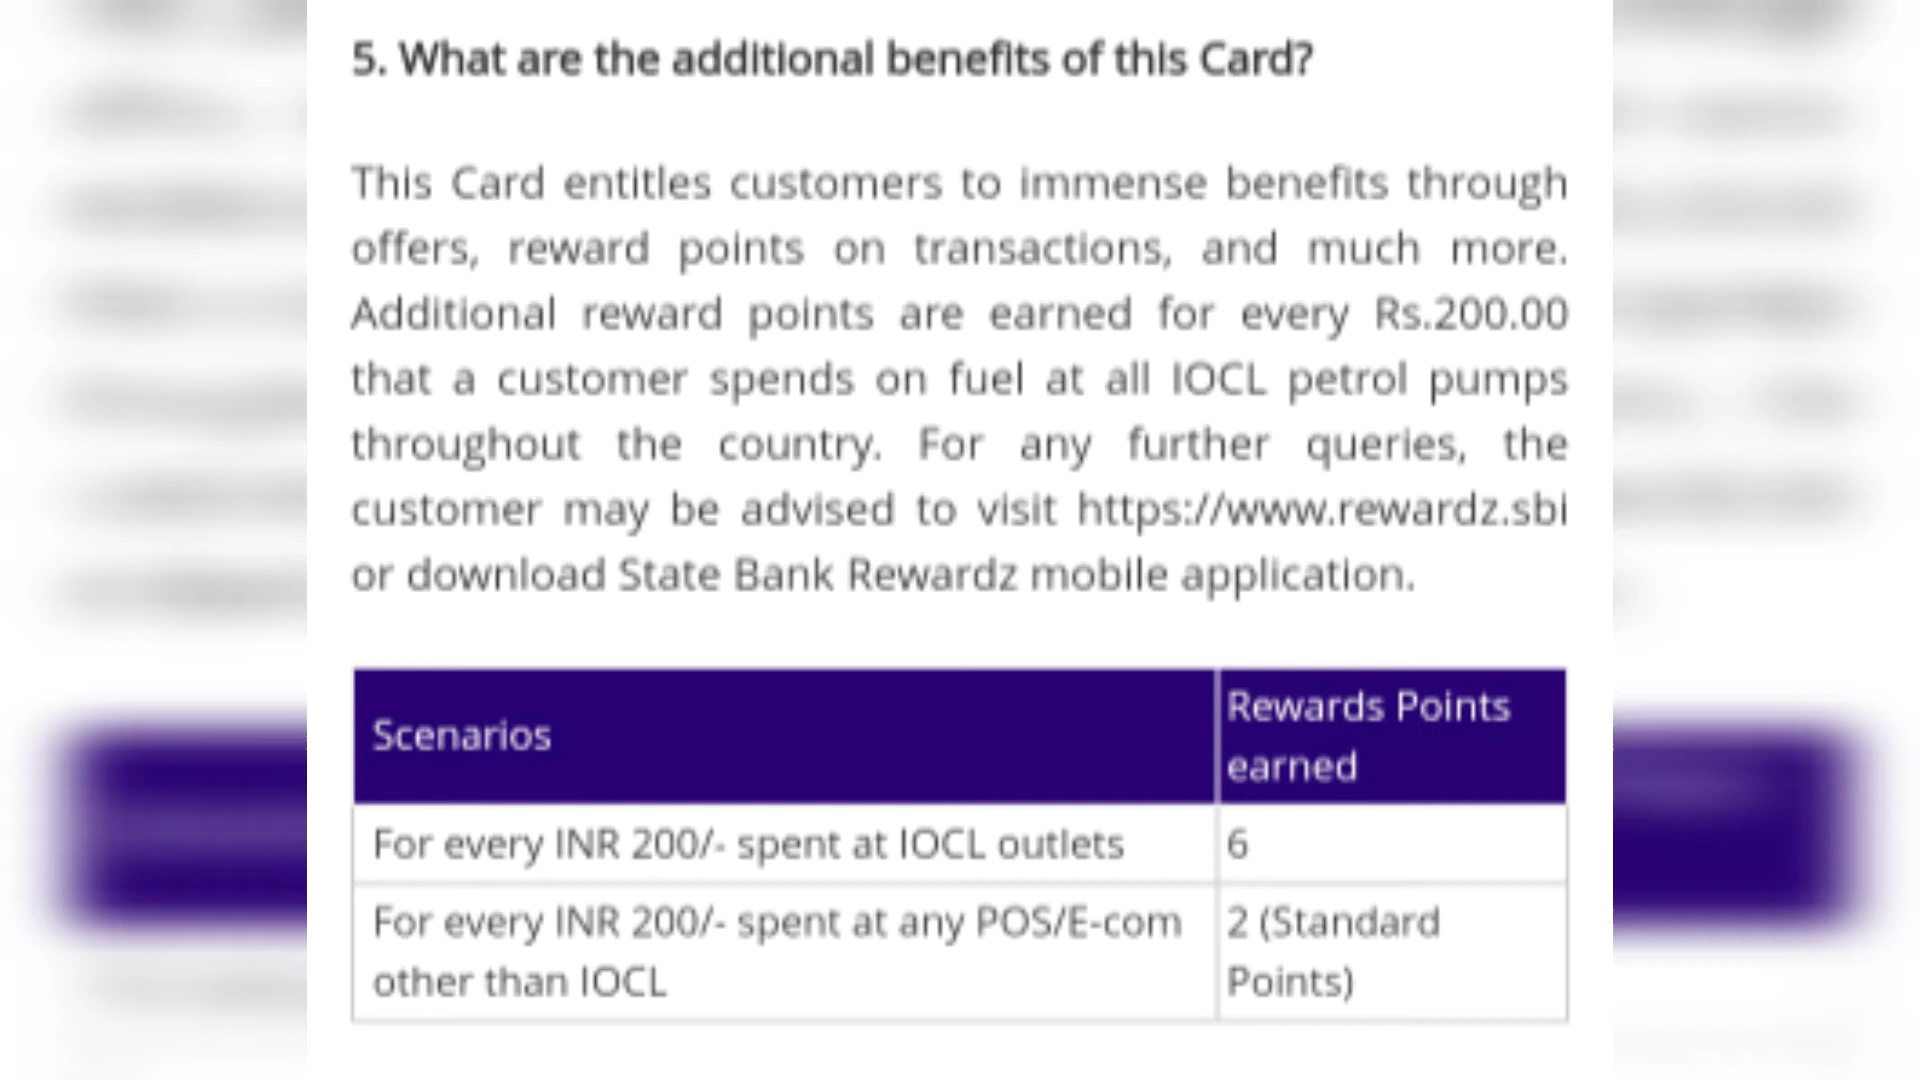 5. What are the additional benefits of this Card?
This Card entitles customers to immense benefits through
offers, reward points on transactions, and much more.
Additional reward points are earned for every Rs.200.00
that a customer spends on fuel at all IOCL petrol pumps
throughout the country. For any further queries, the
customer may be advised to visit https://www.rewardz.sbi
or download State Bank Rewardz mobile application.
Scenarios
Rewards Points
earned
For every INR 200/- spent at IOCL outlets
6
For every INR 200/- spent at any POS/E-com
other than IOCL
2 (Standard
Points)